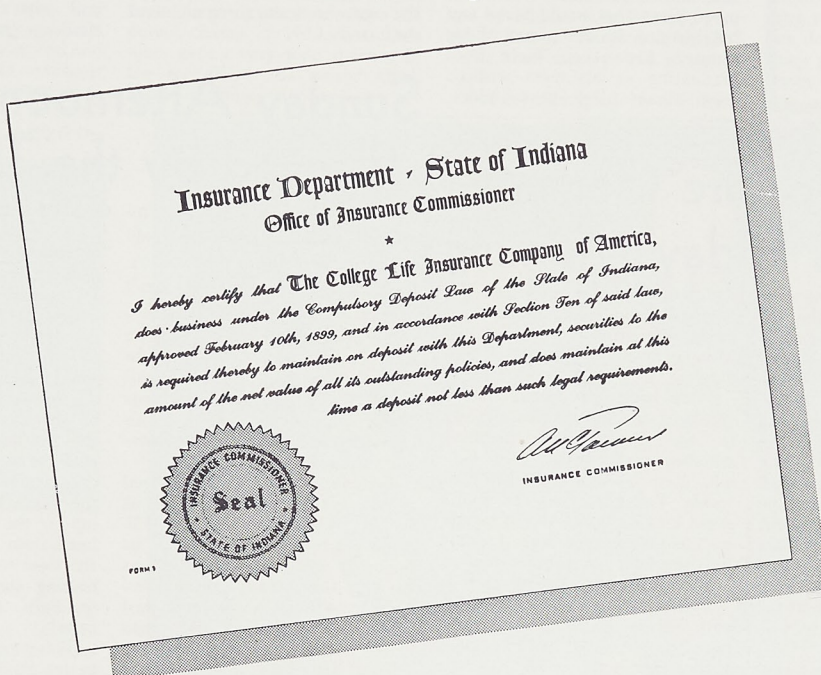 Insurance Department - State of Indiana
Office of Insurance Commissioner
I hereby certify that The College Life Insurance Company of America,
does business under the Compulsory Deposit Law of the State of Indiana,
approved February 10th, 1899, and in accordance with Section Ten of said law,
is required thereby to maintain on deposit with this Department, securities to the
amount of the net value of all its outstanding policies, and does maintain at this
time a deposit not less than such legal requirements.
INSURANCE COMMISSIONER
INSURANCE COMMISSIONER
Seal
STATE OF INDIANA
FORM